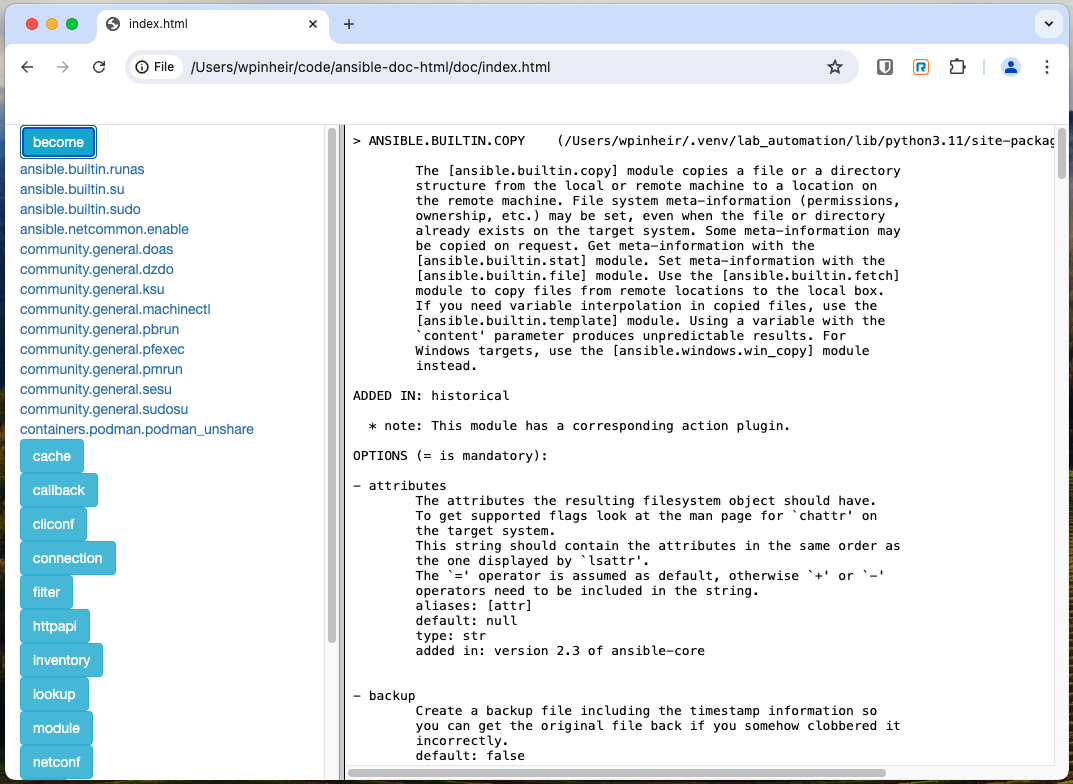 index.html
File
/Users/wpinheir/code/ansible-doc-html/doc/index.html
become
ansible.builtin.runas
ansible.builtin.su
ansible.builtin.sudo
ansible.netcommon.enable
community.general.doas
community.general.dzdo
community.general.ksu
community.general.machinectl
community.general.pbrun
community.general.pfexec
community.general.pmrun
community.general.sesu
community.general.sudosu
containers.podman.podman_unshare
cache
callback
cliconf
connection
filter
httpapi
inventory
lookup
module
netconf
> ANSIBLE.BUILTIN.COPY    (/Users/wpinheir/.venv/lab_automation/lib/python3.11/site-packag
The [ansible.builtin.copy] module copies a file or a directory
structure from the local or remote machine to a location on
the remote machine. File system meta-information (permissions,
ownership, etc.) may be set, even when the file or directory
already exists on the target system. Some meta-information may
be copied on request. Get meta-information with the
[ansible.builtin.stat] module. Set meta-information with the
[ansible.builtin.file] module. Use the [ansible.builtin.fetch]
module to copy files from remote locations to the local box.
If you need variable interpolation in copied files, use the
[ansible.builtin.template] module. Using a variable with the
`content' parameter produces unpredictable results. For
Windows targets, use the [ansible.windows.win_copy] module
instead.
ADDED IN: historical
* note: This module has a corresponding action plugin.
OPTIONS (= is mandatory):
- attributes
The attributes the resulting filesystem object should have.
To get supported flags look at the man page for `chattr' on
the target system.
This string should contain the attributes in the same order as
the one displayed by `lsattr'.
The `=' operator is assumed as default, otherwise `+' or `-'
operators need to be included in the string.
aliases: [attr]
default: null
type: str
added in: version 2.3 of ansible-core
- backup
Create a backup file including the timestamp information so
you can get the original file back if you somehow clobbered it
incorrectly.
default: false